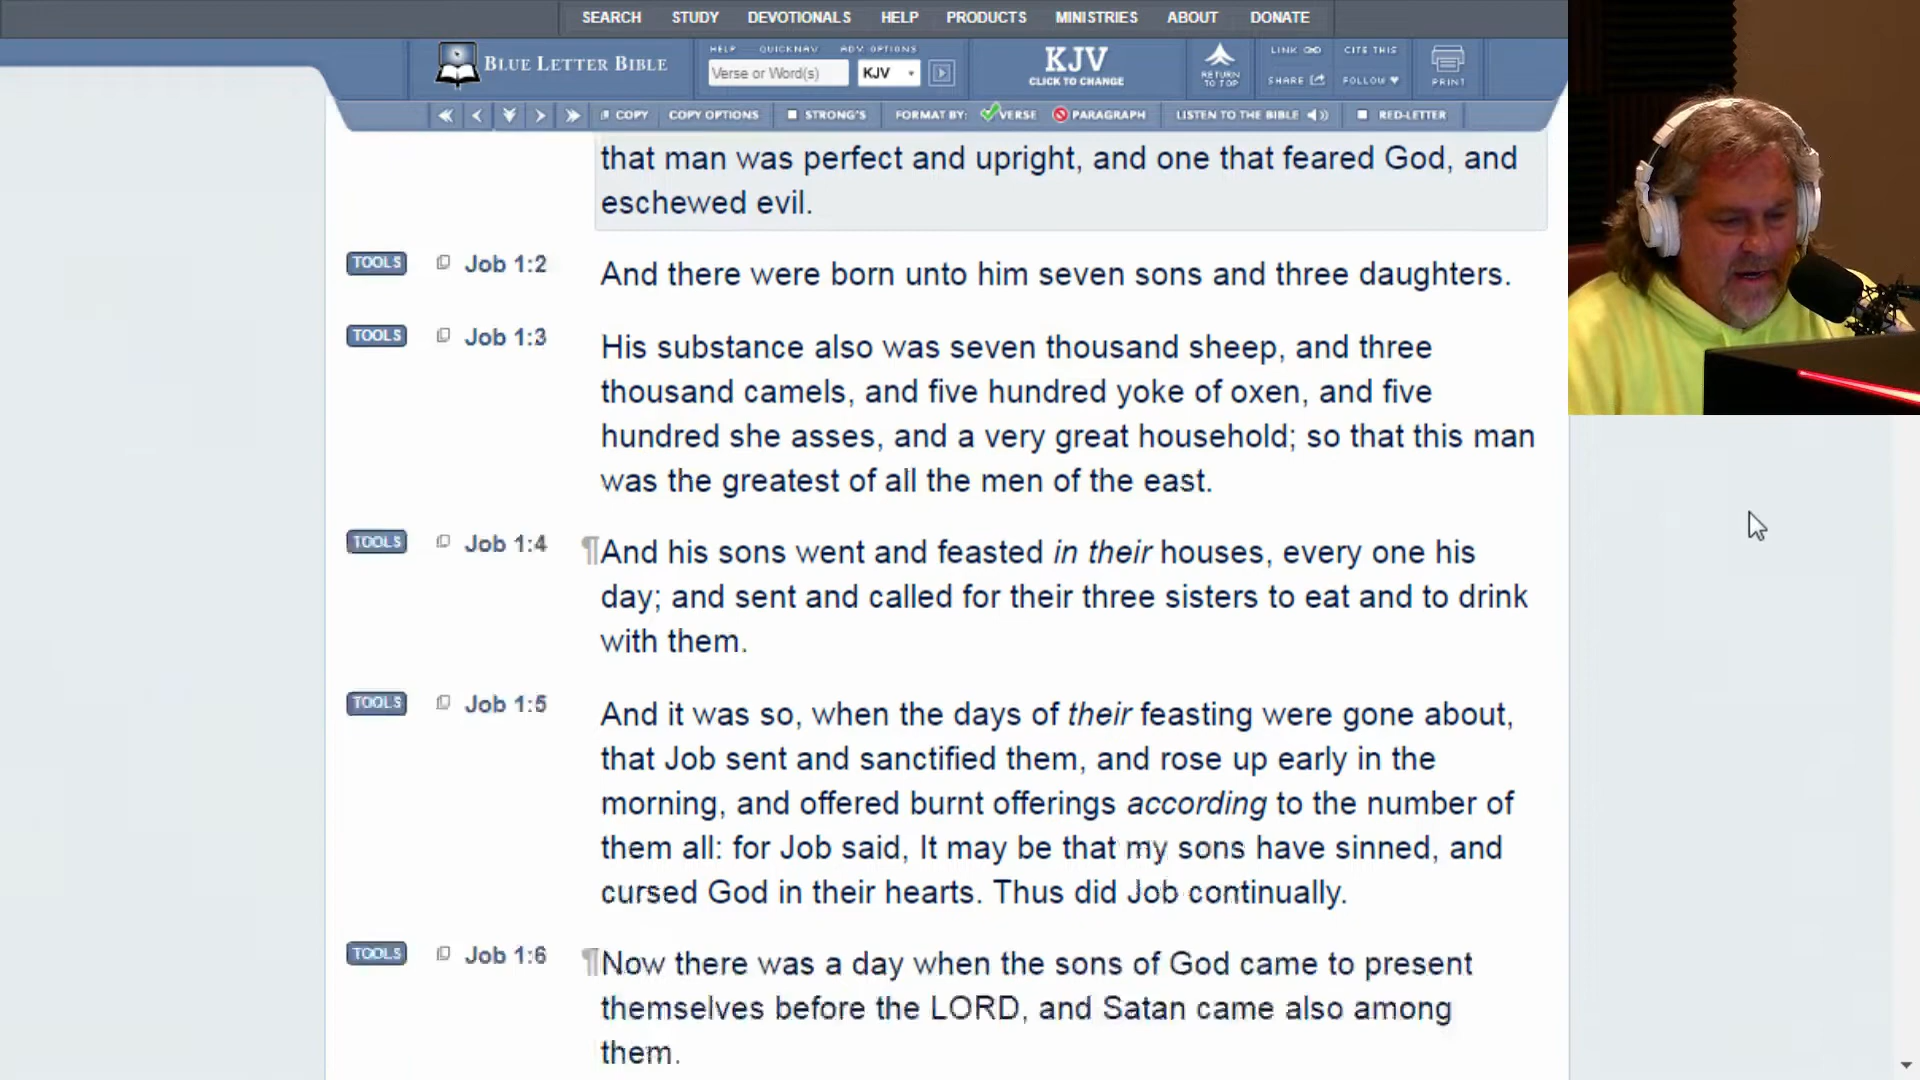 SEARCH STUDY DEVOTIONALS HELP PRODUCTS MINISTRIES ABOUT DONATE
BLUE LETTER BIBLE
HELP QUICKNAV ADV. OPTIONS
Verse or Word(s) KJV
KJV
CLICK TO CHANGE
RETURN
TO TOP
LINK
CITE THIS
SHARE
FOLLOW
PRINT
COPY COPY OPTIONS STRONG'S FORMAT BY: VERSE PARAGRAPH LISTEN TO THE BIBLE RED-LETTER
that man was perfect and upright, and one that feared God, and
eschewed evil.
TOOLS Job 1:2 And there were born unto him seven sons and three daughters.
TOOLS Job 1:3 His substance also was seven thousand sheep, and three
thousand camels, and five hundred yoke of oxen, and five
hundred she asses, and a very great household; so that this man
was the greatest of all the men of the east.
TOOLS Job 1:4 ¶And his sons went and feasted in their houses, every one his
day; and sent and called for their three sisters to eat and to drink
with them.
TOOLS Job 1:5 And it was so, when the days of their feasting were gone about,
that Job sent and sanctified them, and rose up early in the
morning, and offered burnt offerings according to the number of
them all: for Job said, It may be that my sons have sinned, and
cursed God in their hearts. Thus did Job continually.
TOOLS Job 1:6 ¶Now there was a day when the sons of God came to present
themselves before the LORD, and Satan came also among
them.